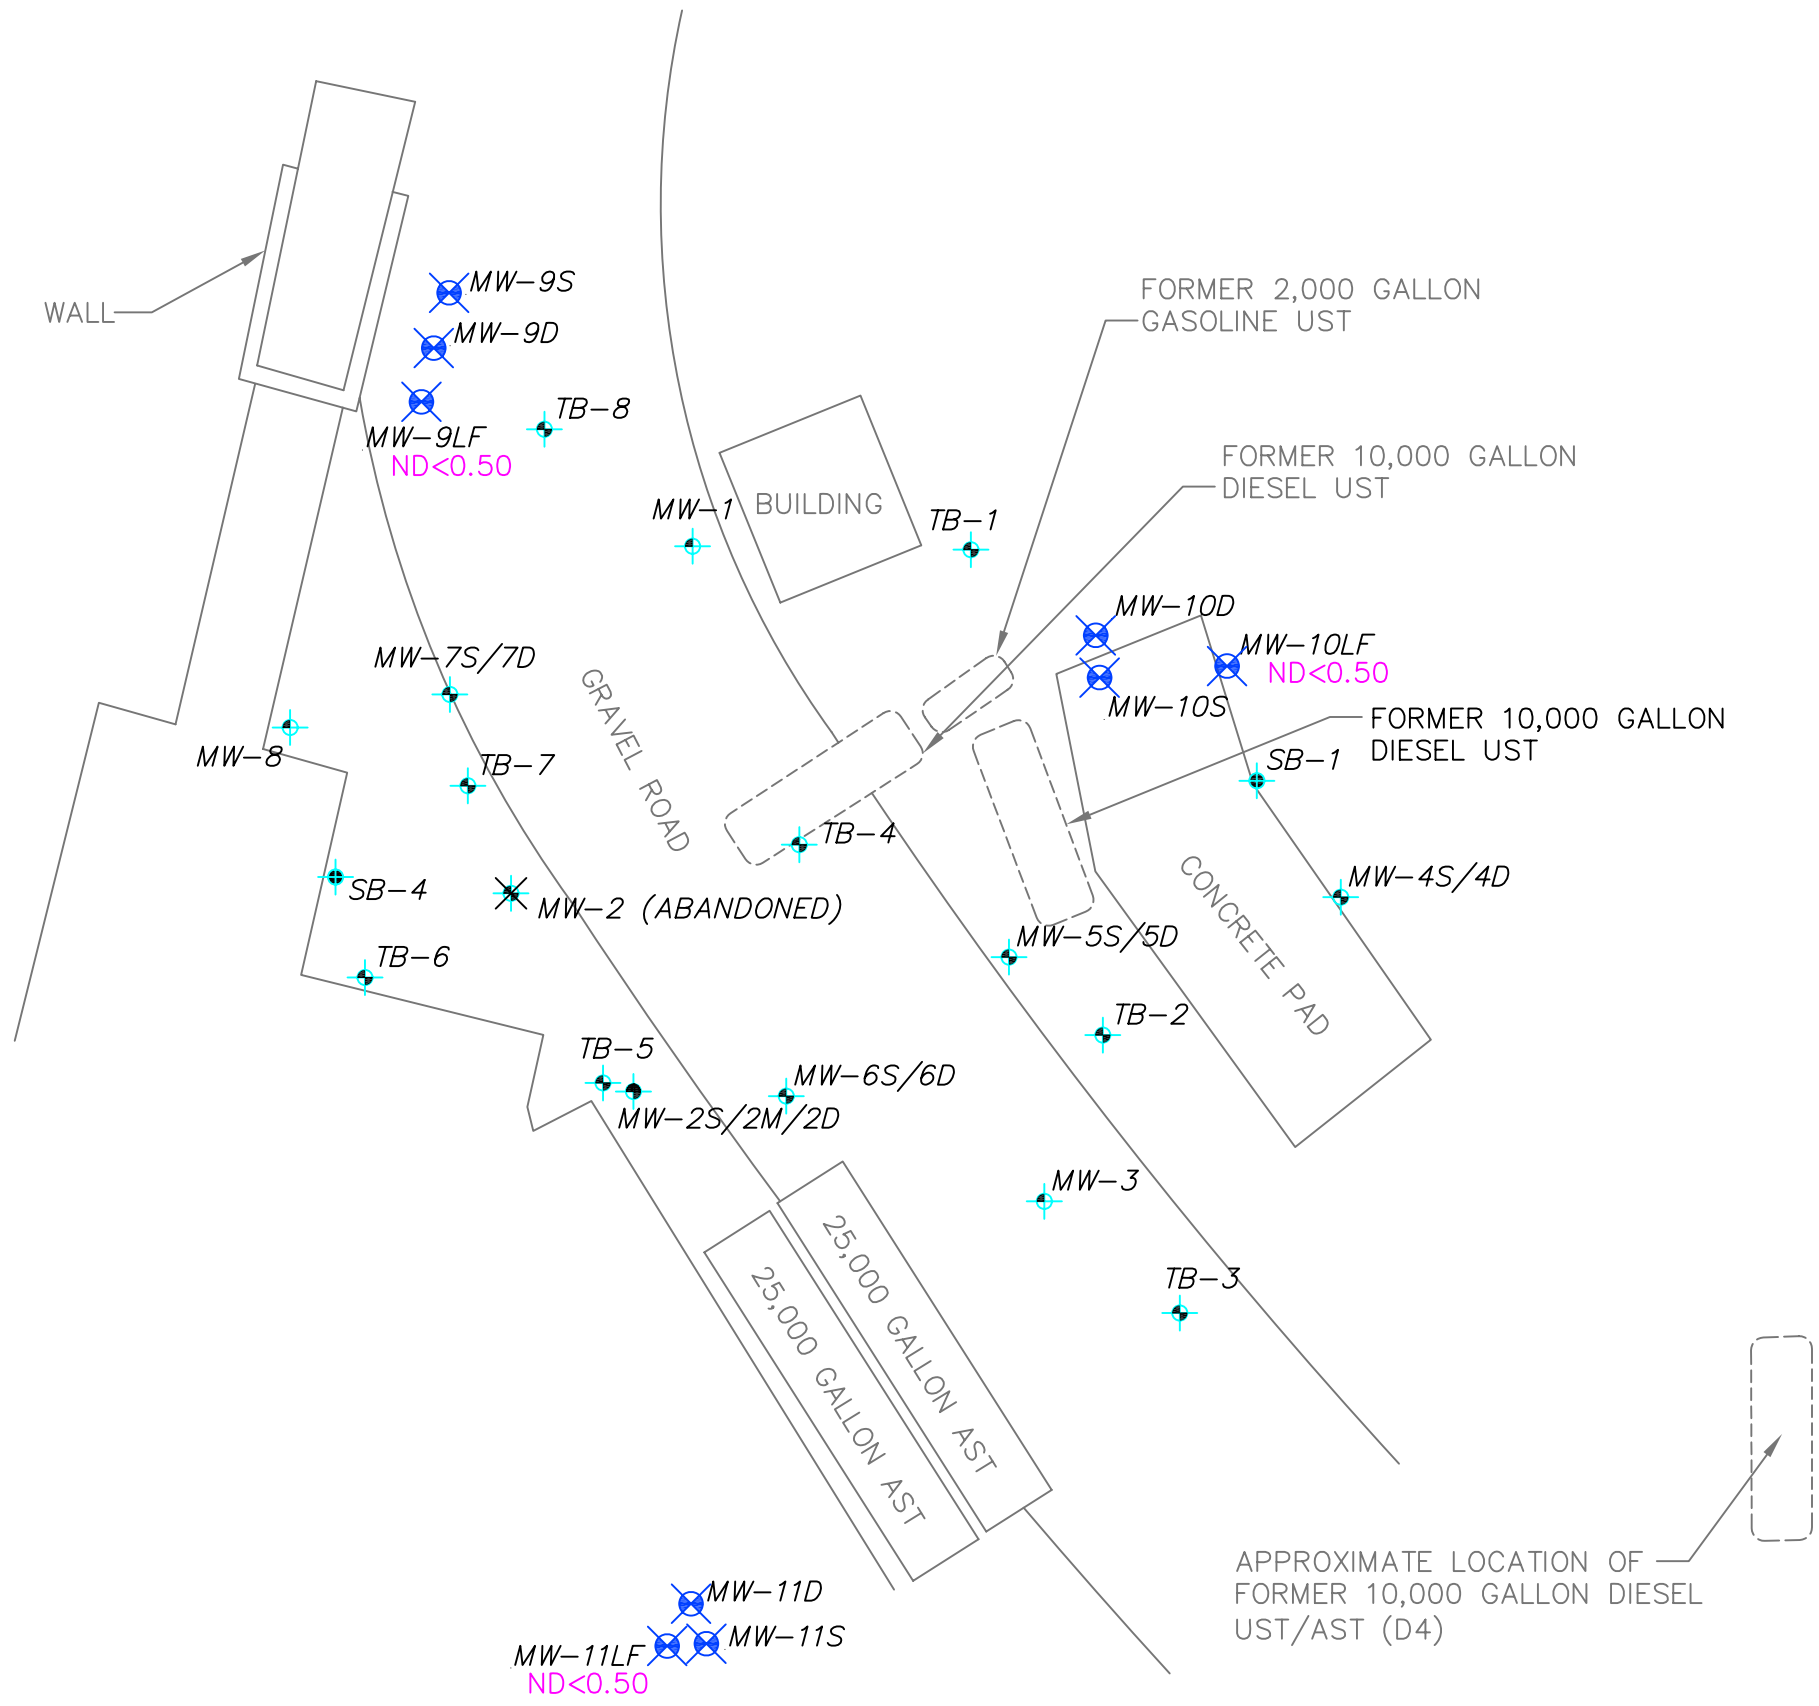 MW-9S
FORMER 2,000 GALLON
GASOLINE UST
WALL
MW-9D
TB-8
MW-9LF
ND<0.50
FORMER 10,000 GALLON
DIESEL UST
MW-1
BUILDING
TB-1
MW-10D
MW-10LF
ND<0.50
MW-7S/7D
MW-10S
GRAVEL ROAD
FORMER 10,000 GALLON
DIESEL UST
MW-8
TB-7
SB-1
TB-4
SB-4
MW-2 (ABANDONED)
MW-4S/4D
CONCRETE PAD
MW-5S/5D
TB-6
TB-2
TB-5
MW-6S/6D
MW-2S/2M/2D
MW-3
TB-3
25,000 GALLON AST
25,000 GALLON AST
APPROXIMATE LOCATION OF
FORMER 10,000 GALLON DIESEL
UST/AST (D4)
MW-11D
MW-11S
MW-11LF
ND<0.50